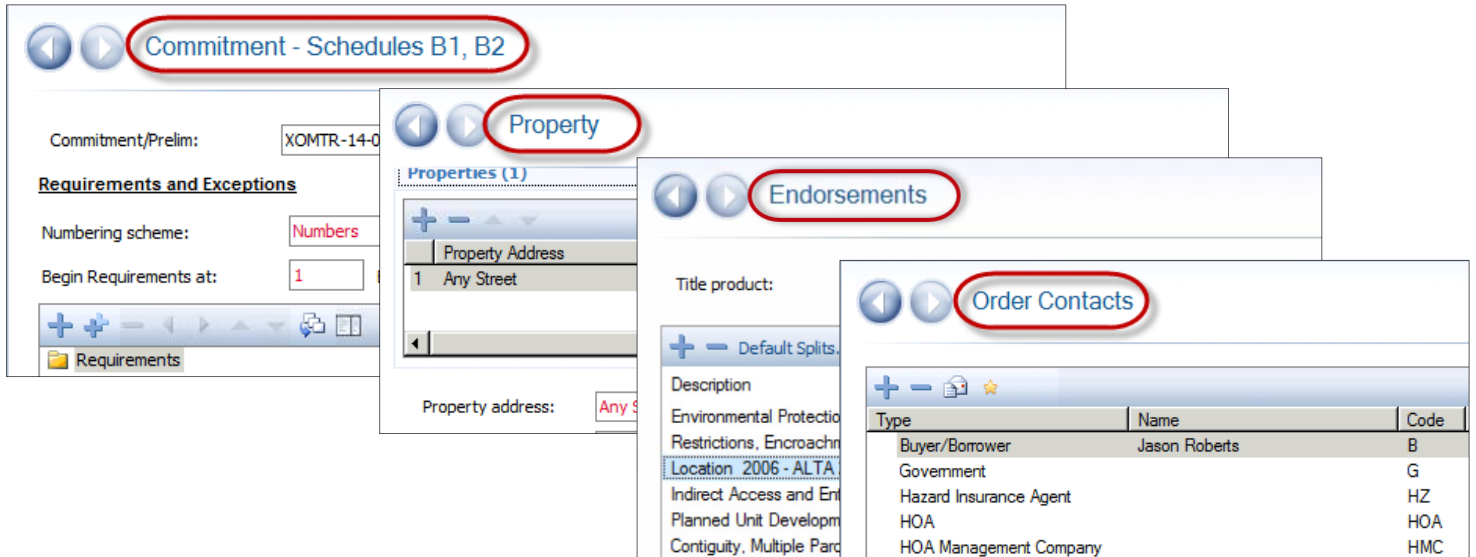 Commitment - Schedules B1, B2
Commitment/Prelim: XOMTR-14-0
Requirements and Exceptions
Numbering scheme: Numbers
Begin Requirements at: 1
Requirements
Property
Properties (1)
Property Address
1 Any Street
Property address: Any S
Endorsements
Title product:
Default Splits.
Description
Environmental Protectio
Restrictions, Encroachm
Location 2006 - ALTA
Indirect Access and Ent
Planned Unit Developm
Contiguity, Multiple Parc
Order Contacts
Type Name Code
Buyer/Borrower Jason Roberts B
Government G
Hazard Insurance Agent HZ
HOA HOA
HOA Management Company HMC